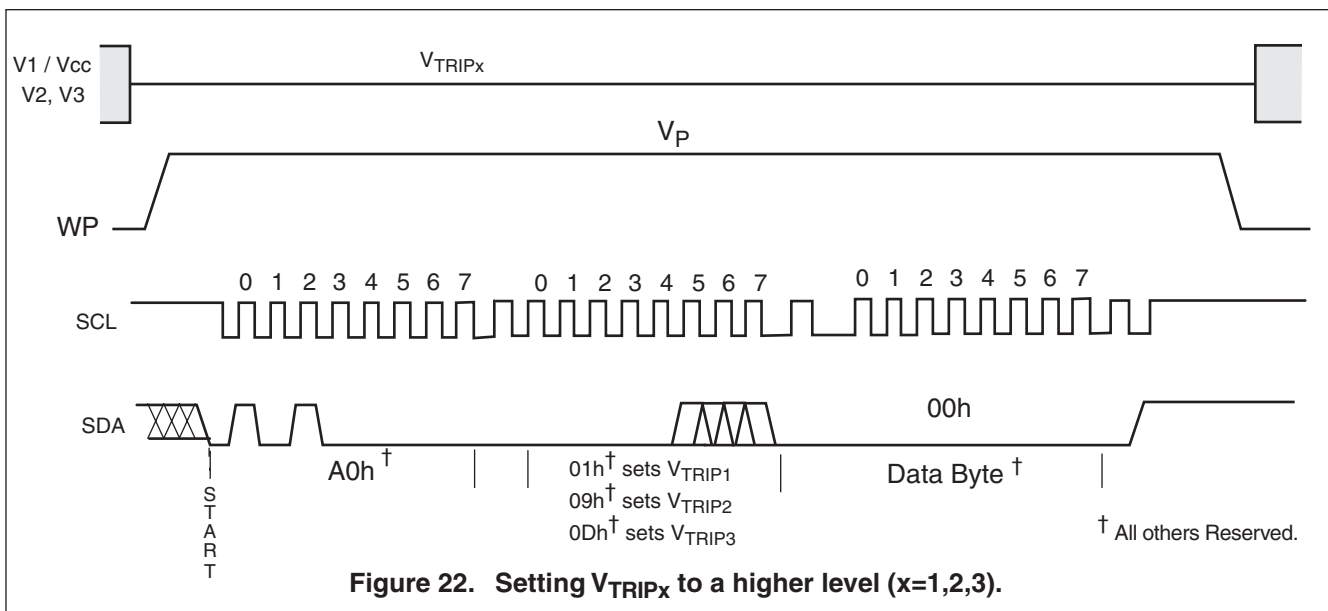 V1 / Vcc
V2, V3
VTRIPx
VP
WP
0 1 2 3 4 5 6 7 0 1 2 3 4 5 6 7 0 1 2 3 4 5 6 7
SCL
SDA
00h
A0h †
01h† sets VTRIP1
09h† sets VTRIP2
0Dh† sets VTRIP3
Data Byte †
START
† All others Reserved.
Figure 22. Setting VTRIPx to a higher level (x=1,2,3).